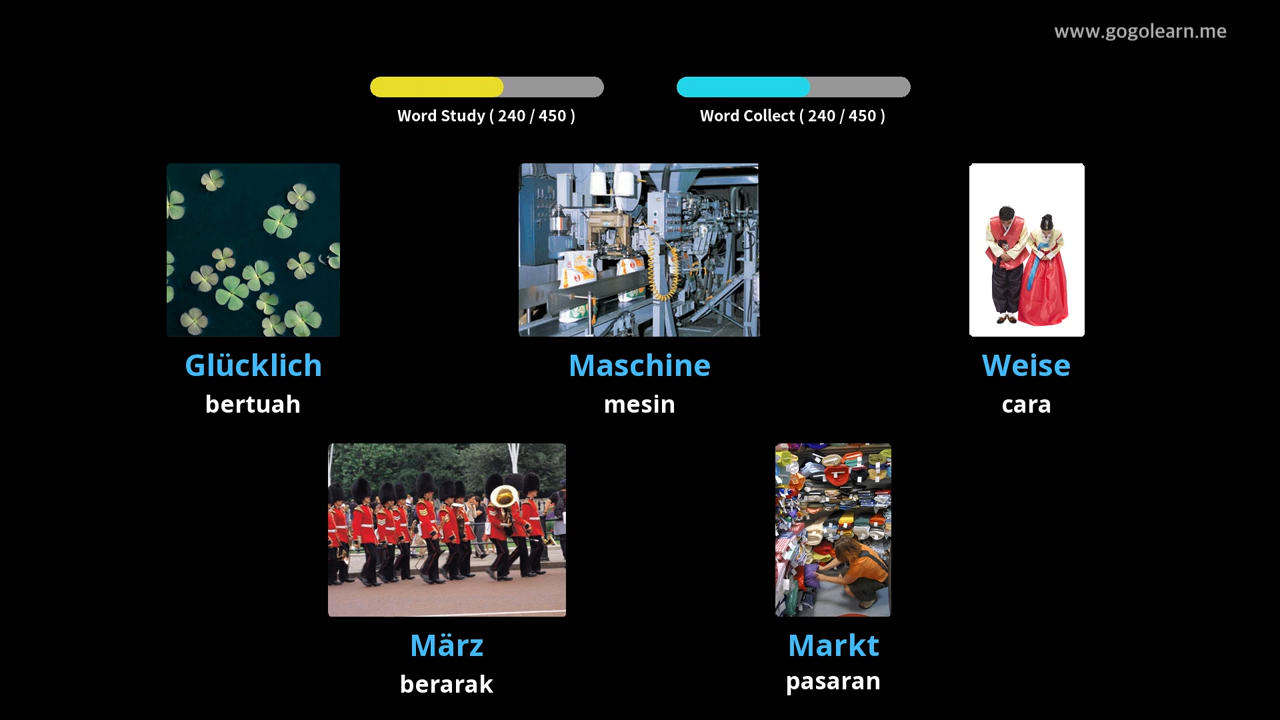 www.gogolearn.me
Word Study ( 240 / 450 )
Word Collect ( 240 / 450 )
Glücklich
bertuah
Maschine
mesin
Weise
cara
März
berarak
Markt
pasaran